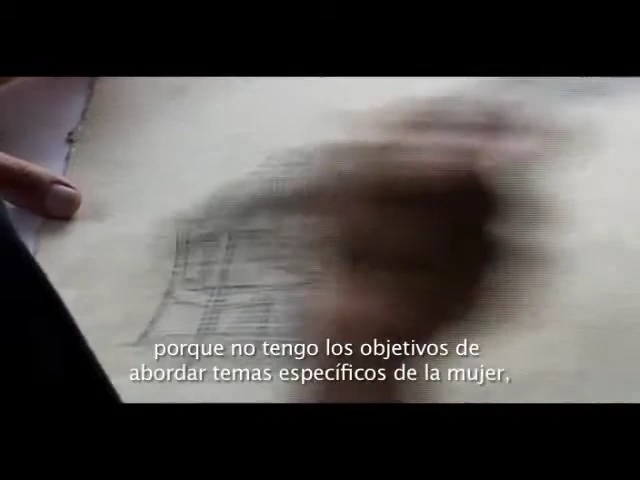 porque no tengo los objetivos de
abordar temas específicos de la mujer,